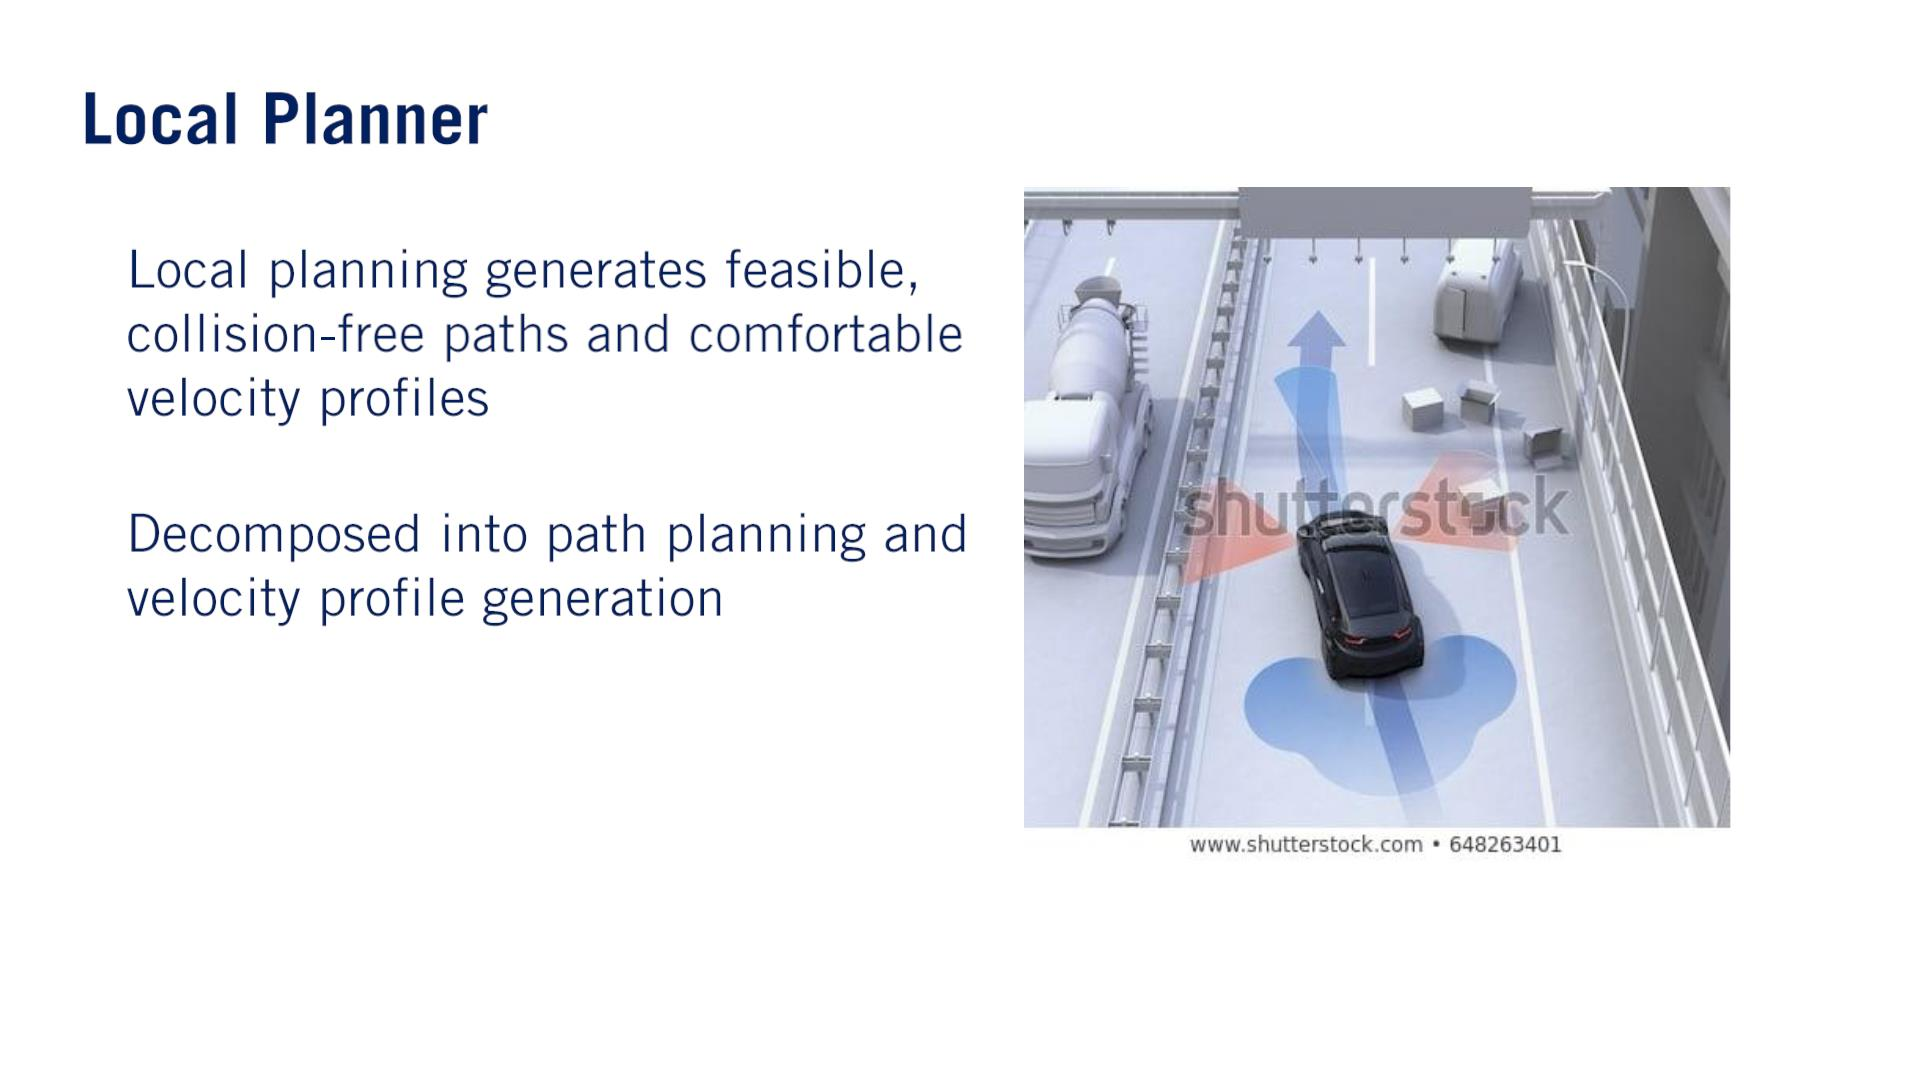 Local Planner
Local planning generates feasible,
collision-free paths and comfortable
velocity profiles
Decomposed into path planning and
velocity profile generation
shutterstock
www.shutterstock.com • 648263401